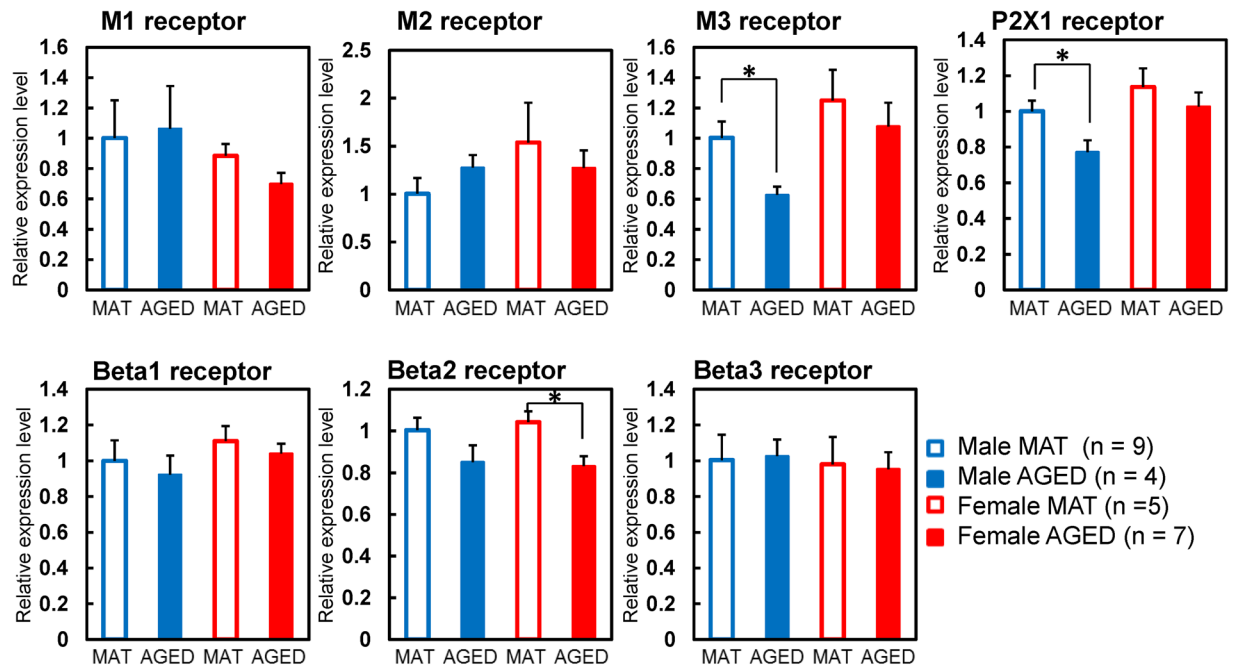 M1 receptor
Relative expression level
1.6
1.4
1.2
1
0.8
0.6
0.4
0.2
0
MAT AGED MAT AGED
M2 receptor
Relative expression level
2.5
2
1.5
1
0.5
0
MAT AGED MAT AGED
M3 receptor
Relative expression level
1.6
1.4
1.2
1
0.8
0.6
0.4
0.2
0
*
MAT AGED MAT AGED
P2X1 receptor
Relative expression level
1.4
1.2
1
0.8
0.6
0.4
0.2
0
*
MAT AGED MAT AGED
Beta1 receptor
Relative expression level
1.4
1.2
1
0.8
0.6
0.4
0.2
0
MAT AGED MAT AGED
Beta2 receptor
Relative expression level
1.2
1
0.8
0.6
0.4
0.2
0
*
MAT AGED MAT AGED
Beta3 receptor
Relative expression level
1.4
1.2
1
0.8
0.6
0.4
0.2
0
MAT AGED MAT AGED
Male MAT (n = 9)
Male AGED (n = 4)
Female MAT (n =5)
Female AGED (n = 7)